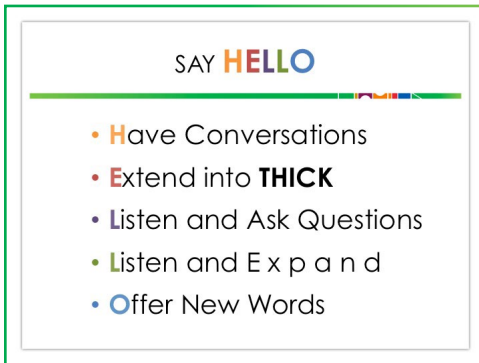 SAY HELLO
• Have Conversations
• Extend into THICK
• Listen and Ask Questions
• Listen and E x p a n d
• Offer New Words